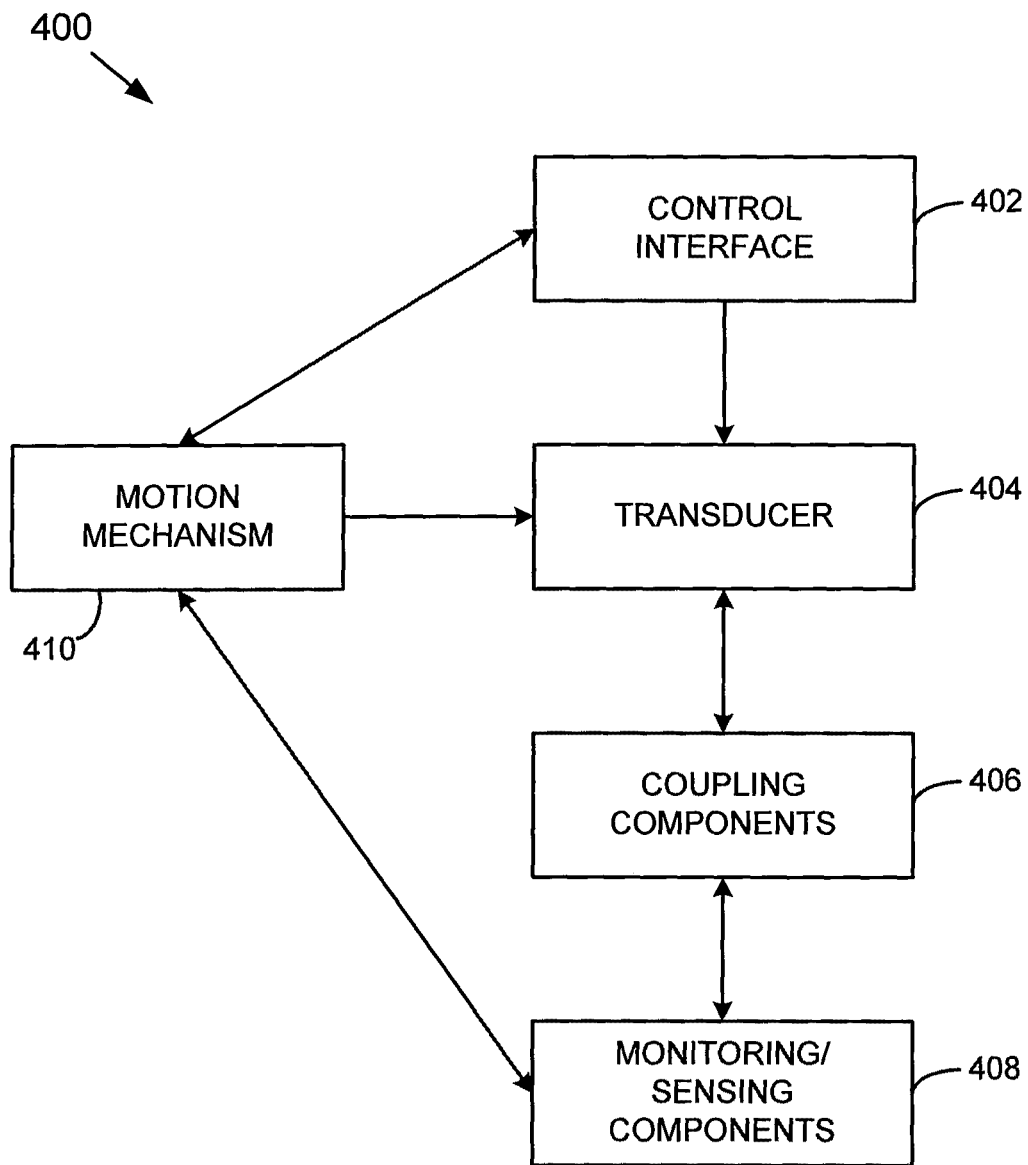 400
CONTROL
INTERFACE
402
MOTION
MECHANISM
410
TRANSDUCER
404
COUPLING
COMPONENTS
406
MONITORING/
SENSING
COMPONENTS
408